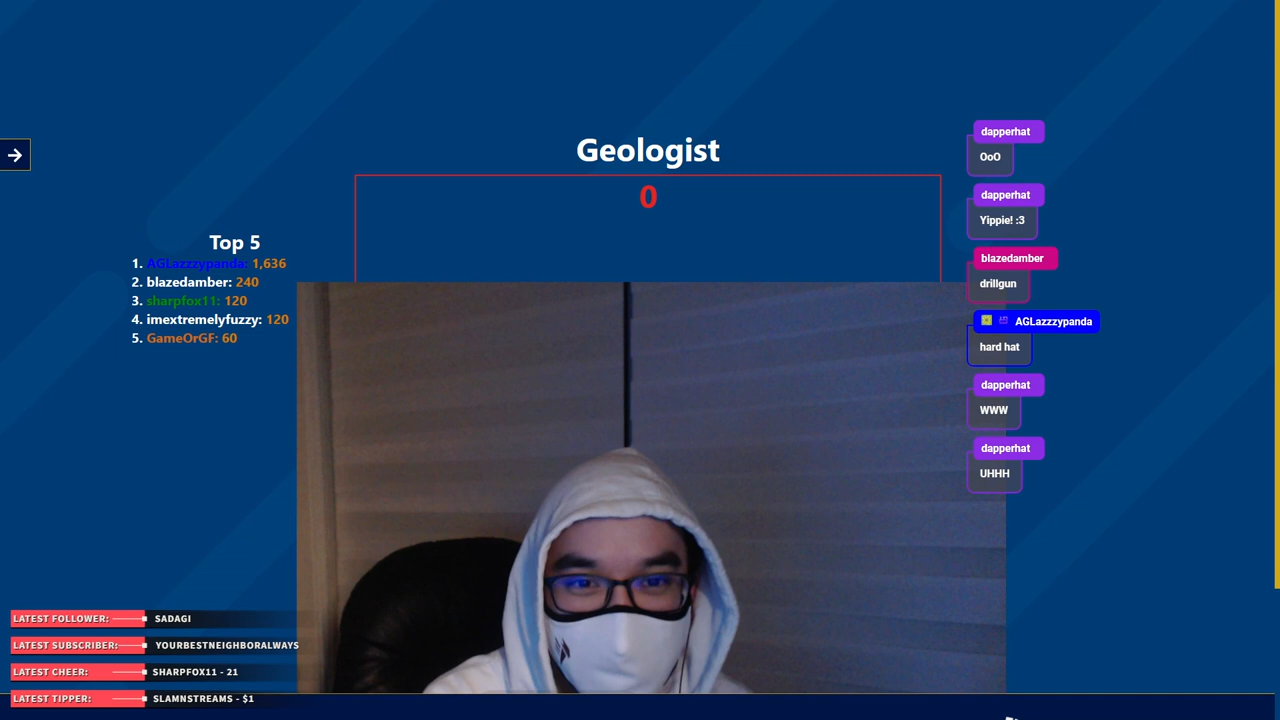 Geologist
0
Top 5
1. AGLazzzypanda: 1,636
2. blazedamber: 240
3. sharpfox11: 120
4. imextremelyfuzzy: 120
5. GameOrGF: 60
dapperhat
OoO
dapperhat
Yippie! :3
blazedamber
drillgun
AGLazzzypanda
hard hat
dapperhat
WWW
dapperhat
UHHH
LATEST FOLLOWER: SADAGI
LATEST SUBSCRIBER: YOURBESTNEIGHBORALWAYS
LATEST CHEER: SHARPFOX11 - 21
LATEST TIPPER: SLAMNSTREAMS - $1